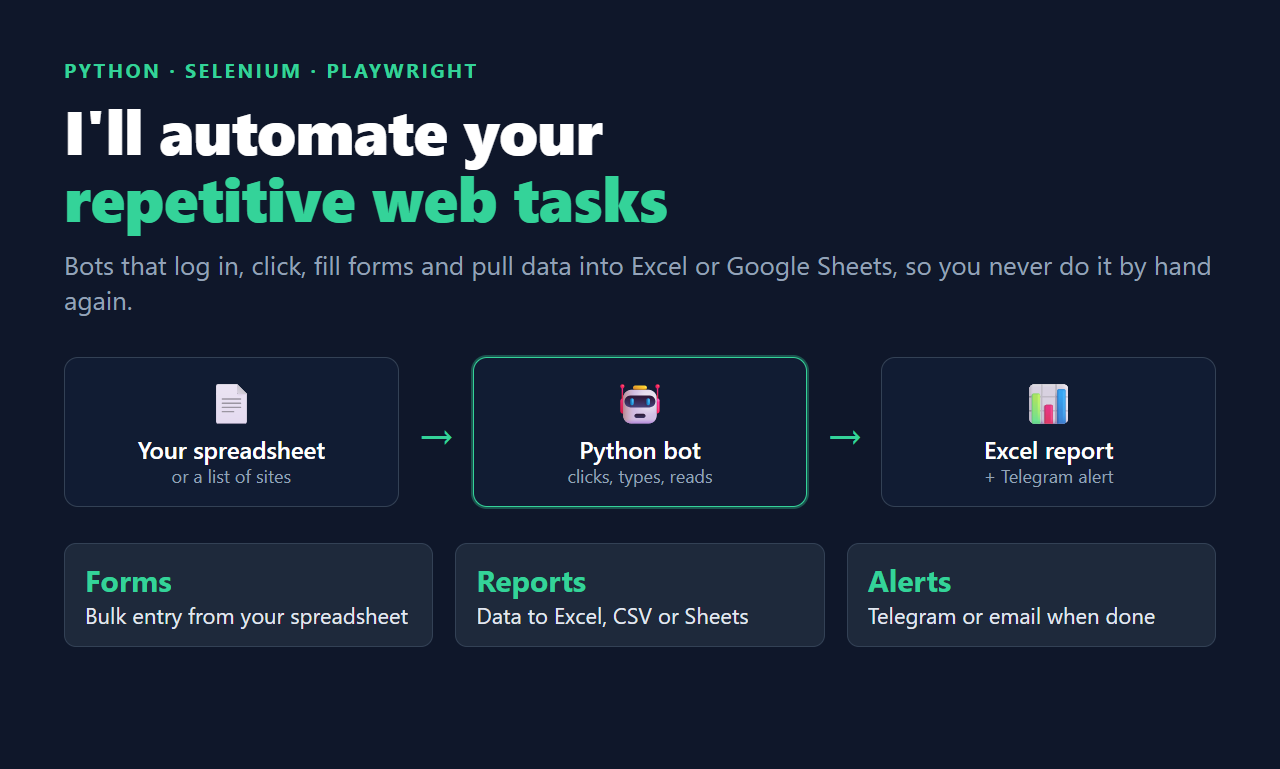 PYTHON · SELENIUM · PLAYWRIGHT
I'll automate your
repetitive web tasks
Bots that log in, click, fill forms and pull data into Excel or Google Sheets, so you never do it by hand
again.
Your spreadsheet
or a list of sites
→
Python bot
clicks, types, reads
→
Excel report
+ Telegram alert
Forms
Bulk entry from your spreadsheet
Reports
Data to Excel, CSV or Sheets
Alerts
Telegram or email when done